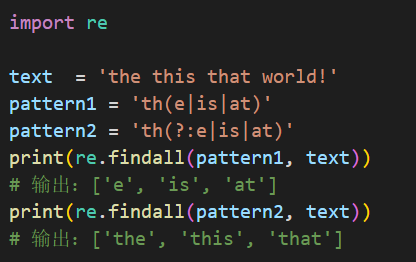 import re

text  = 'the this that world!'
pattern1 = 'th(e|is|at)'
pattern2 = 'th(?:e|is|at)'
print(re.findall(pattern1, text))
# 输出：['e', 'is', 'at']
print(re.findall(pattern2, text))
# 输出：['the', 'this', 'that']